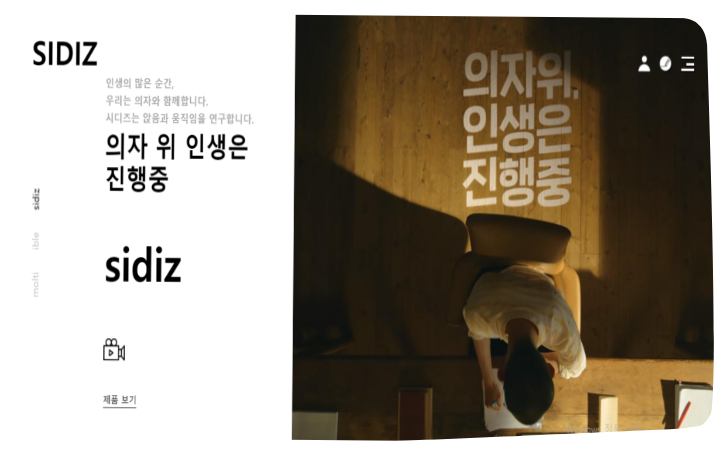 SIDIZ
인생의 많은 순간,
우리는 의자와 함께합니다.
시디즈는 앉음과 움직임을 연구합니다.
의자 위 인생은
진행중
sidiz
ible
molti
sidiz
제품 보기
의자위,
인생은
진행중